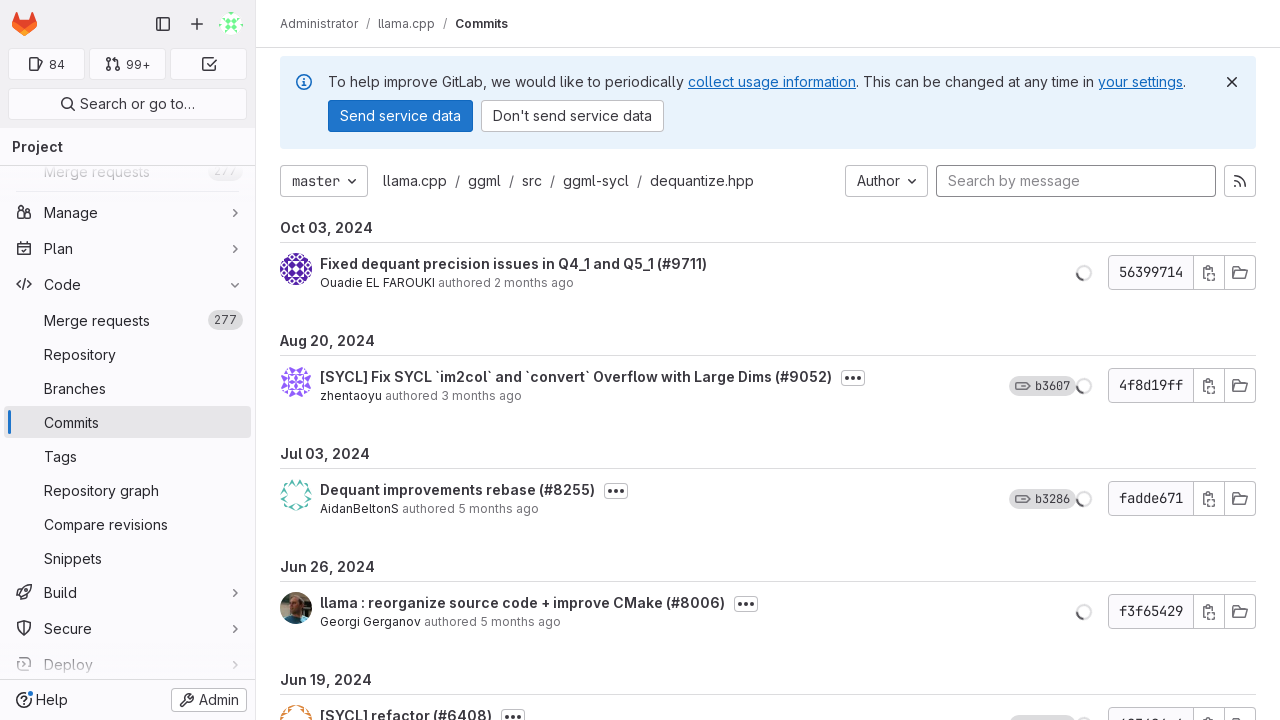 Administrator / llama.cpp / Commits
84
99+
Search or go to…
Project
Merge requests 277
Manage
Plan
Code
Merge requests 277
Repository
Branches
Commits
Tags
Repository graph
Compare revisions
Snippets
Build
Secure
Deploy
Help
Admin
To help improve GitLab, we would like to periodically collect usage information. This can be changed at any time in your settings.
Send service data
Don't send service data
master
llama.cpp / ggml / src / ggml-sycl / dequantize.hpp
Author
Search by message
Oct 03, 2024
Fixed dequant precision issues in Q4_1 and Q5_1 (#9711)
Ouadie EL FAROUKI authored 2 months ago
56399714
Aug 20, 2024
[SYCL] Fix SYCL `im2col` and `convert` Overflow with Large Dims (#9052)
zhentaoyu authored 3 months ago
b3607
4f8d19ff
Jul 03, 2024
Dequant improvements rebase (#8255)
AidanBeltonS authored 5 months ago
b3286
fadde671
Jun 26, 2024
llama : reorganize source code + improve CMake (#8006)
Georgi Gerganov authored 5 months ago
f3f65429
Jun 19, 2024
[SYCL] refactor (#6408)